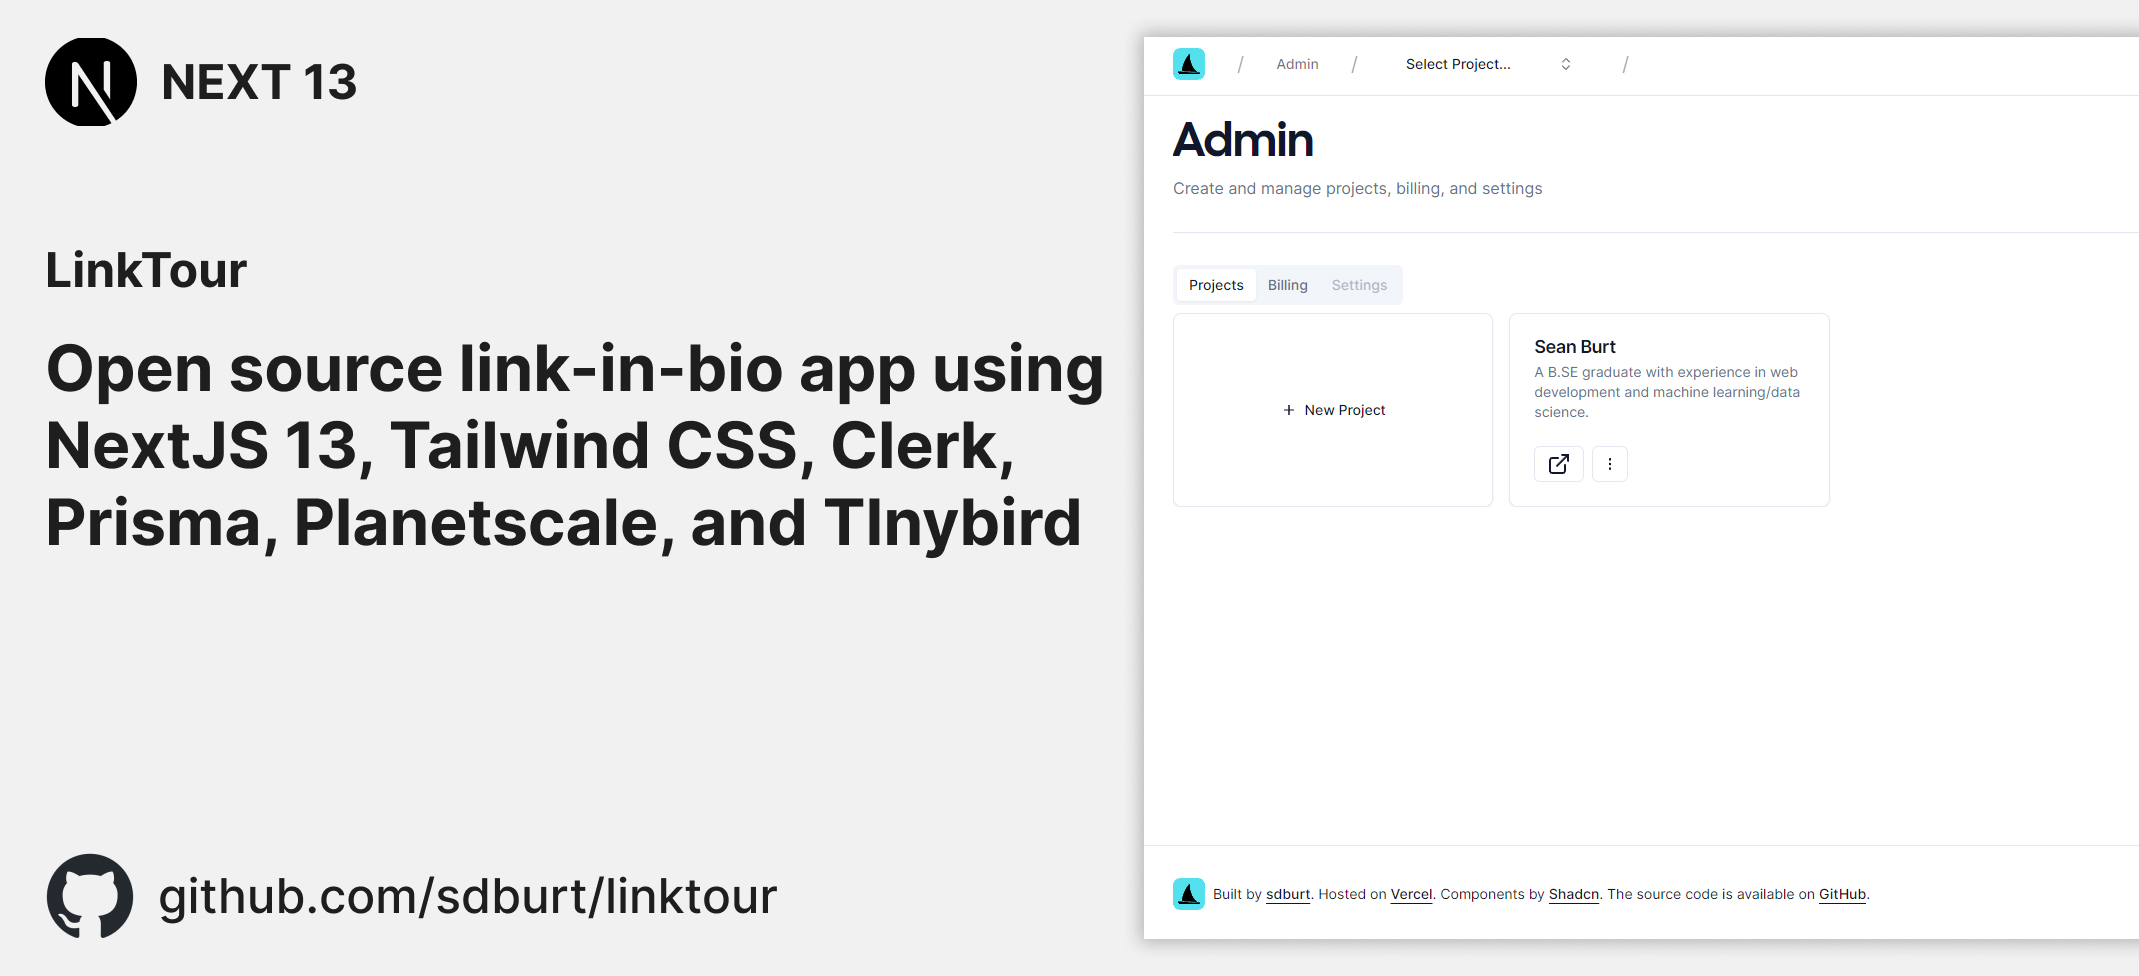 NEXT 13
LinkTour
Open source link-in-bio app using
NextJS 13, Tailwind CSS, Clerk,
Prisma, Planetscale, and TInybird
github.com/sdburt/linktour
/ Admin / Select Project... /
Admin
Create and manage projects, billing, and settings
Projects Billing Settings
+ New Project
Sean Burt
A B.SE graduate with experience in web
development and machine learning/data
science.
Built by sdburt. Hosted on Vercel. Components by Shadcn. The source code is available on GitHub.